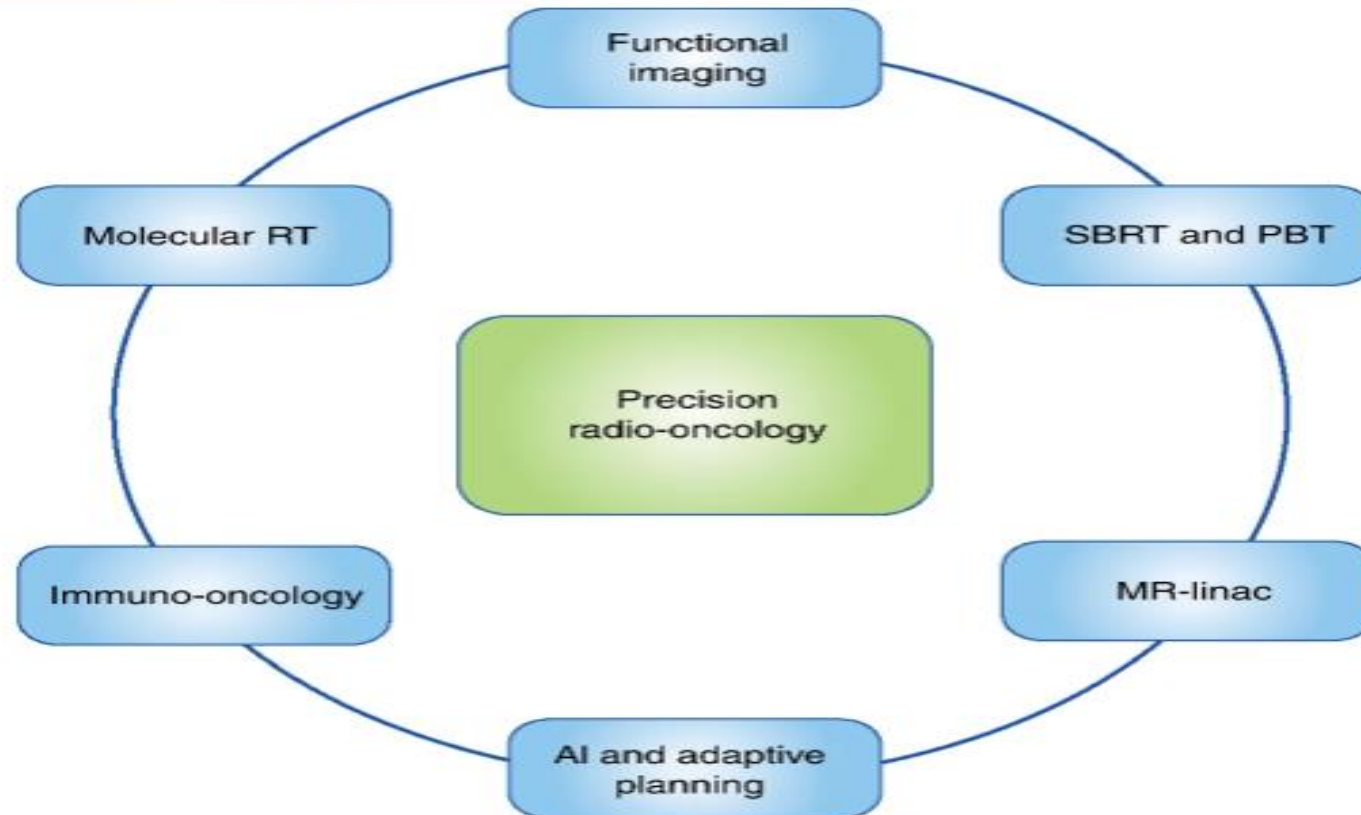 Functional
imaging
Molecular RT
SBRT and PBT
Precision
radio-oncology
Immuno-oncology
MR-linac
AI and adaptive
planning